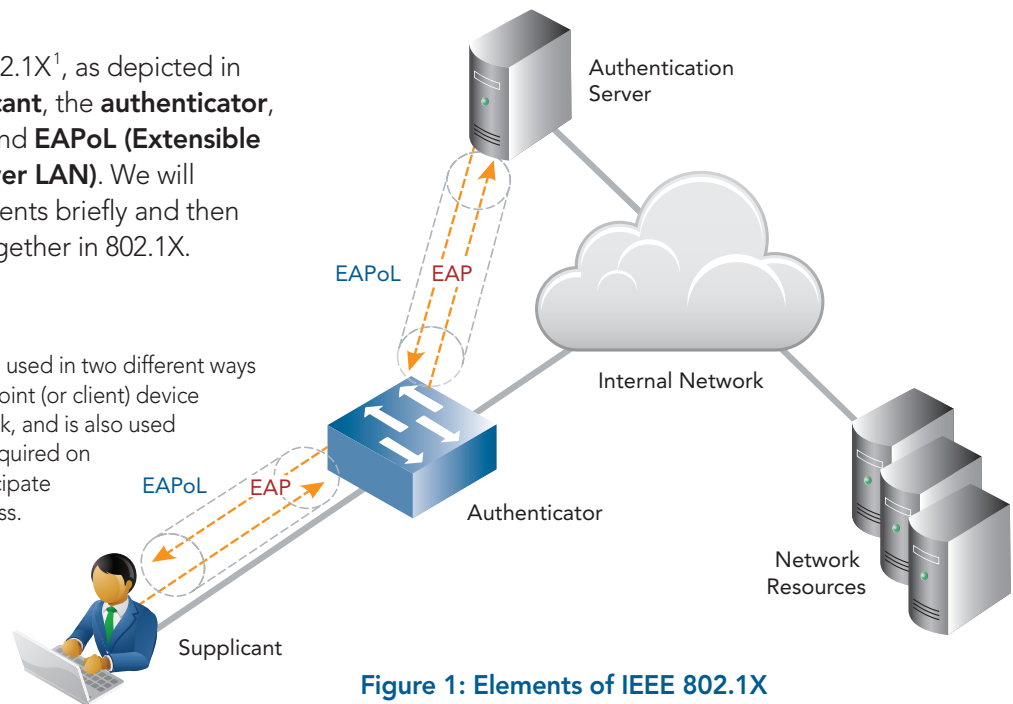 2.1X¹, as depicted in
cant, the authenticator,
nd EAPoL (Extensible
ver LAN). We will
ents briefly and then
gether in 802.1X.
used in two different ways
oint (or client) device
k, and is also used
quired on
cipate
ss.
Authentication
Server
EAPoL EAP
Internal Network
EAPoL EAP
Authenticator
Network
Resources
Supplicant
Figure 1: Elements of IEEE 802.1X